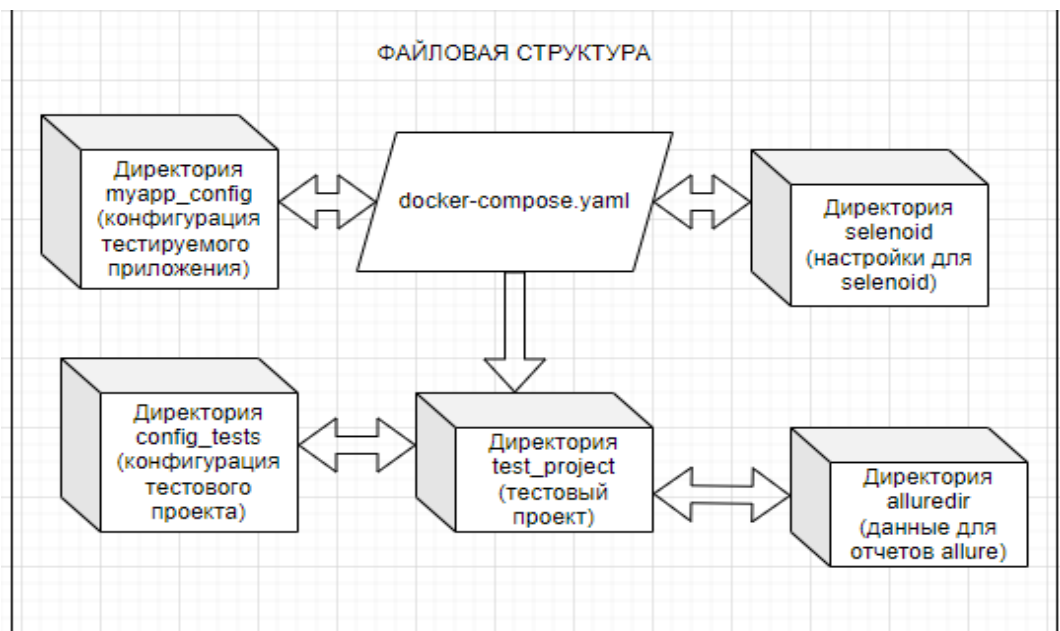 ФАЙЛОВАЯ СТРУКТУРА
Директория
myapp_config
(конфигурация
тестируемого
приложения)
docker-compose.yaml
Директория
selenoid
(настройки для
selenoid)
Директория
config_tests
(конфигурация
тестового
проекта)
Директория
test_project
(тестовый
проект)
Директория
alluredir
(данные для
отчетов allure)